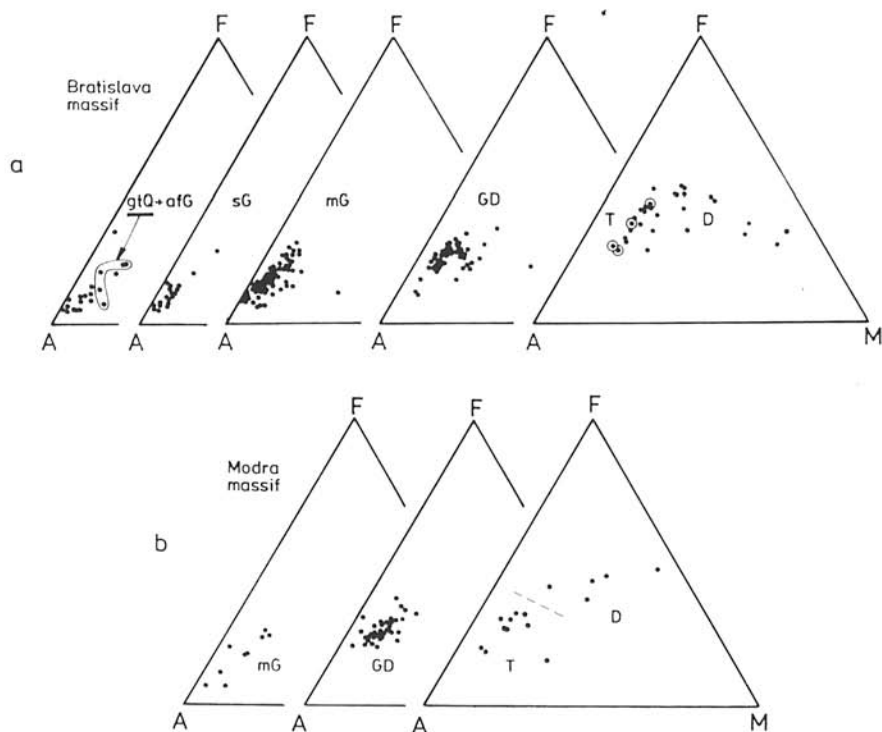 F F F F F
Bratislava
massif
a
gtQ→afG sG mG GD T D
A A A A A M
F F F
Modra
massif
b
mG GD T D
A A A M